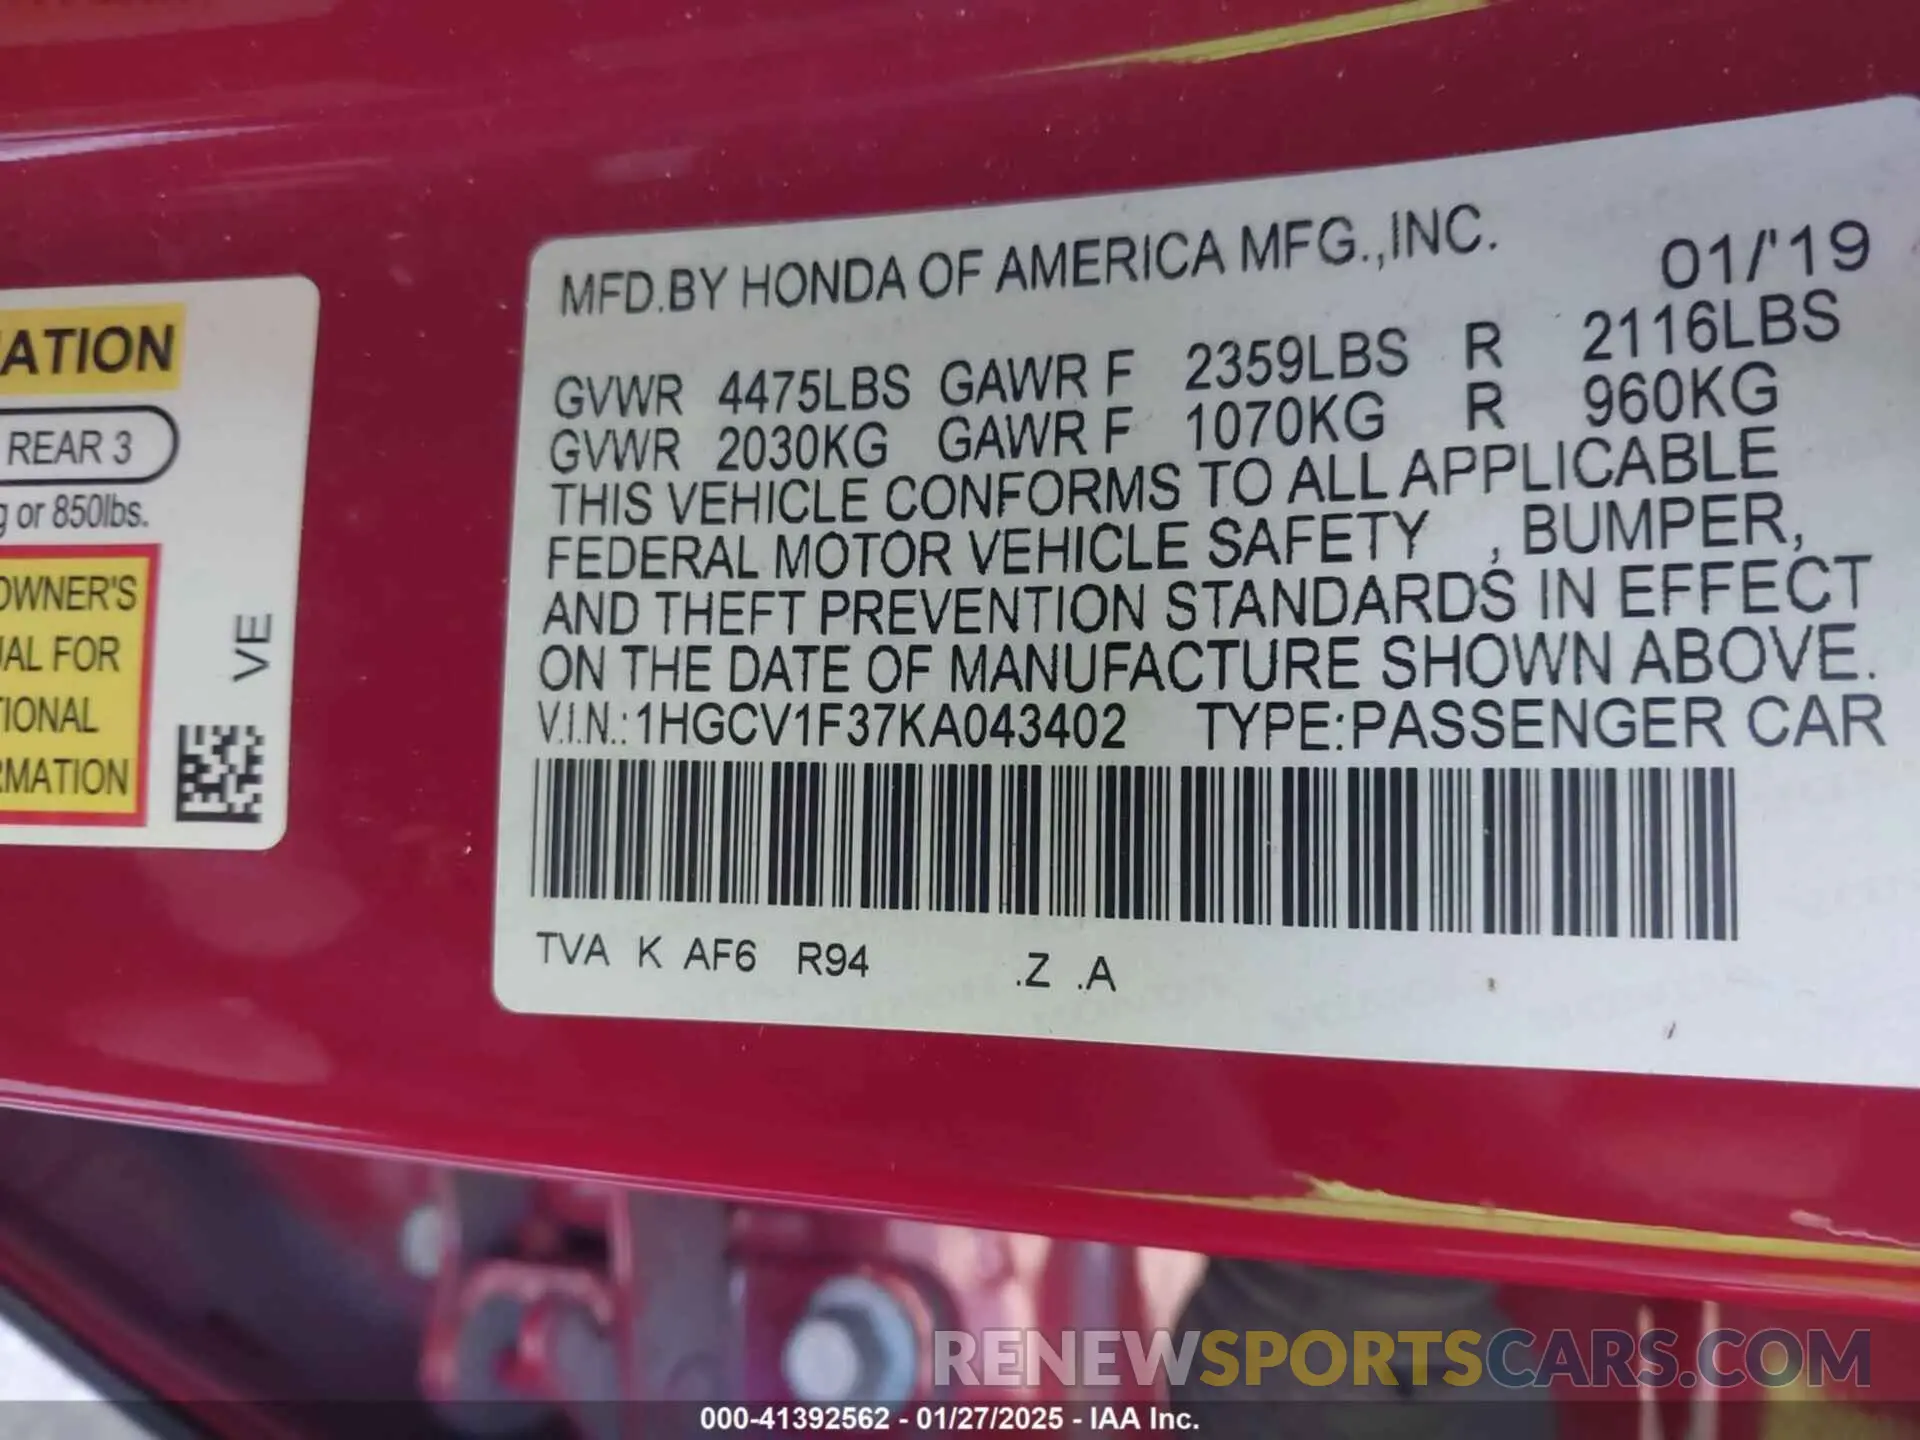 ATION
REAR 3
g or 850lbs.
OWNER'S
UAL FOR
TIONAL
RMATION
VE
MFD.BY HONDA OF AMERICA MFG.,INC. 01/'19
GVWR 4475LBS GAWR F 2359LBS R 2116LBS
GVWR 2030KG GAWR F 1070KG R 960KG
THIS VEHICLE CONFORMS TO ALL APPLICABLE
FEDERAL MOTOR VEHICLE SAFETY , BUMPER,
AND THEFT PREVENTION STANDARDS IN EFFECT
ON THE DATE OF MANUFACTURE SHOWN ABOVE.
V.I.N.:1HGCV1F37KA043402 TYPE:PASSENGER CAR
TVA K AF6 R94 .Z .A
RENEWSPORTSCARS.COM
000-41392562 - 01/27/2025 - IAA Inc.